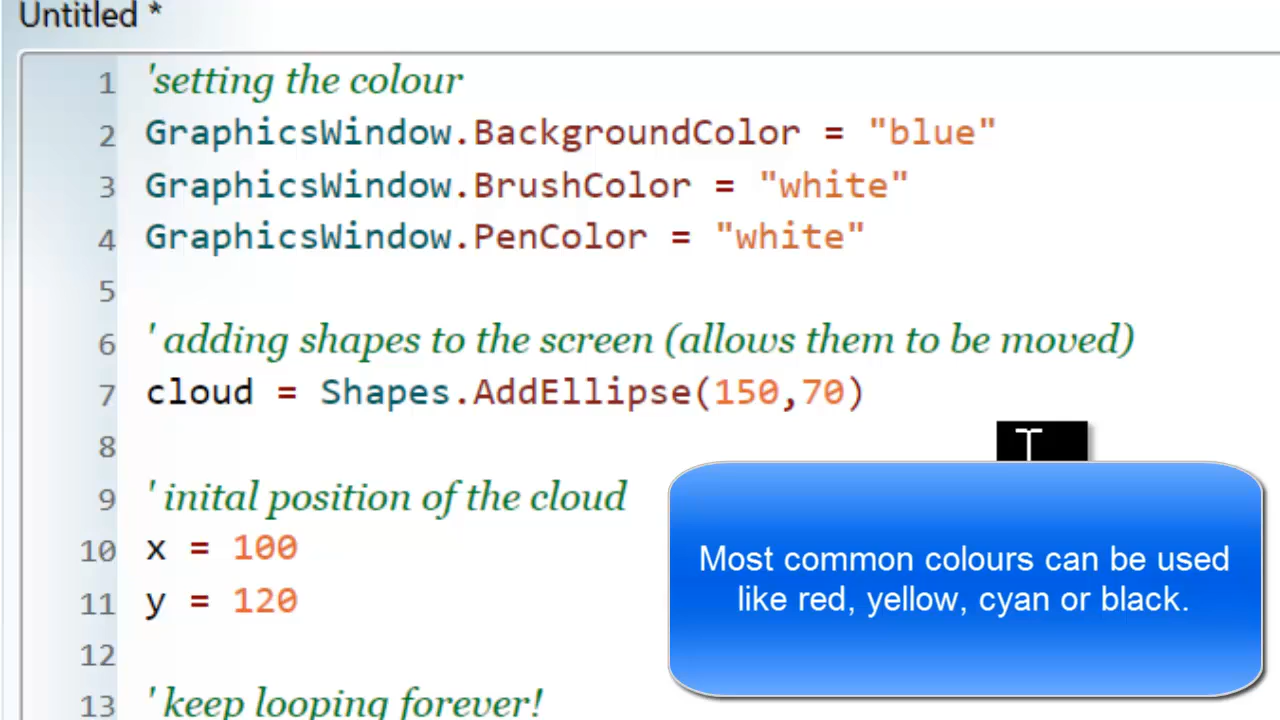 Untitled *
1 'setting the colour
2 GraphicsWindow.BackgroundColor = "blue"
3 GraphicsWindow.BrushColor = "white"
4 GraphicsWindow.PenColor = "white"
5
6 ' adding shapes to the screen (allows them to be moved)
7 cloud = Shapes.AddEllipse(150,70)
8
9 ' inital position of the cloud
10 x = 100
11 y = 120
12
13 ' keep looping forever!
Most common colours can be used
like red, yellow, cyan or black.